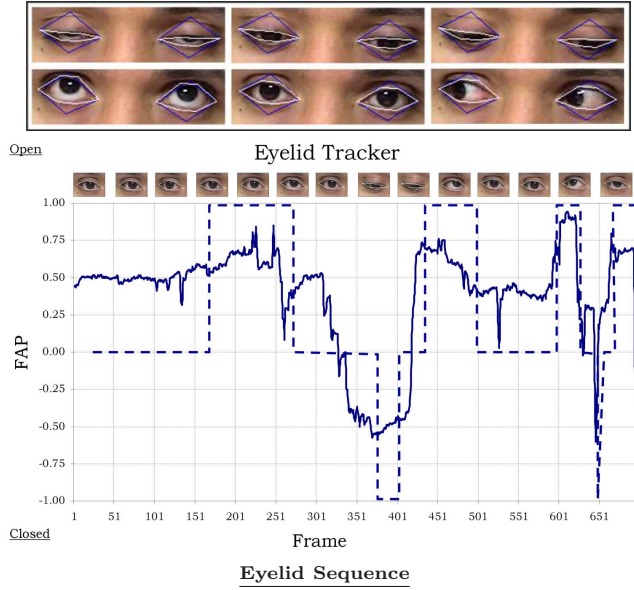 Open
Eyelid Tracker
1.00
0.75
0.50
0.25
0.00
-0.25
-0.50
-0.75
-1.00
FAP
1 51 101 151 201 251 301 351 401 451 501 551 601 651
Closed
Frame
Eyelid Sequence